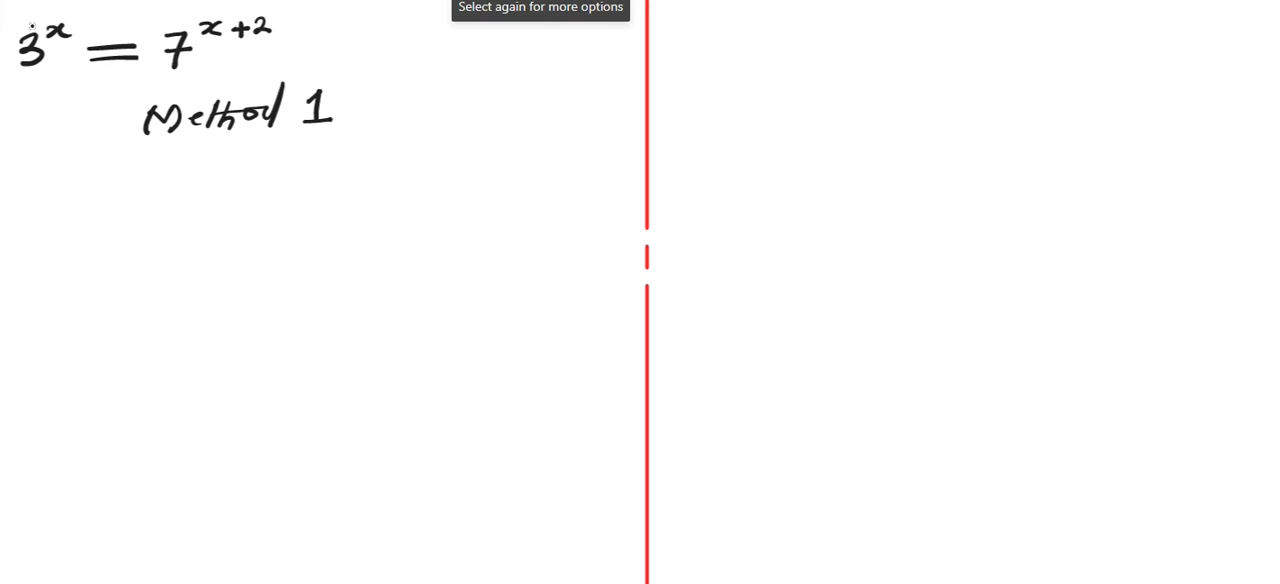 Select again for more options
3^x = 7^{x+2}
Method 1